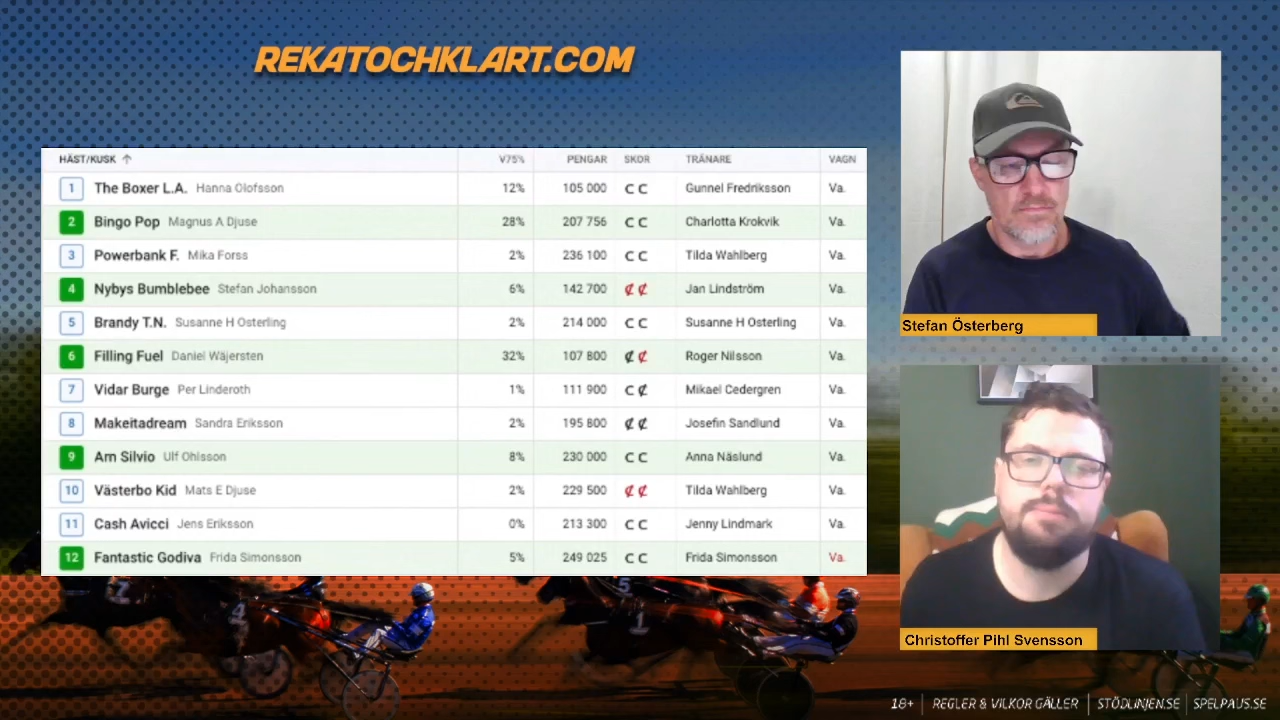 REKATOCHKLART.COM
HÄST/KUSK ↑ V75% PENGAR SKOR TRÄNARE VAGN
1 The Boxer L.A. Hanna Olofsson 12% 105 000 C C Gunnel Fredriksson Va.
2 Bingo Pop Magnus A Djuse 28% 207 756 C C Charlotta Krokvik Va.
3 Powerbank F. Mika Forss 2% 236 100 C C Tilda Wahlberg Va.
4 Nybys Bumblebee Stefan Johansson 6% 142 700 ₡ ₡ Jan Lindström Va.
5 Brandy T.N. Susanne H Osterling 2% 214 000 C C Susanne H Osterling Va.
6 Filling Fuel Daniel Wäjersten 32% 107 800 ₡ ₡ Roger Nilsson Va.
7 Vidar Burge Per Linderoth 1% 111 900 C ₡ Mikael Cedergren Va.
8 Makeitadream Sandra Eriksson 2% 195 800 ₡ ₡ Josefin Sandlund Va.
9 Am Silvio Ulf Ohlsson 8% 230 000 C C Anna Näslund Va.
10 Västerbo Kid Mats E Djuse 2% 229 500 ₡ ₡ Tilda Wahlberg Va.
11 Cash Avicci Jens Eriksson 0% 213 300 C C Jenny Lindmark Va.
12 Fantastic Godiva Frida Simonsson 5% 249 025 C C Frida Simonsson Va.
Stefan Österberg
Christoffer Pihl Svensson
7
4
5
1
18+ | REGLER & VILKOR GÄLLER | STÖDLINJEN.SE | SPELPAUS.SE